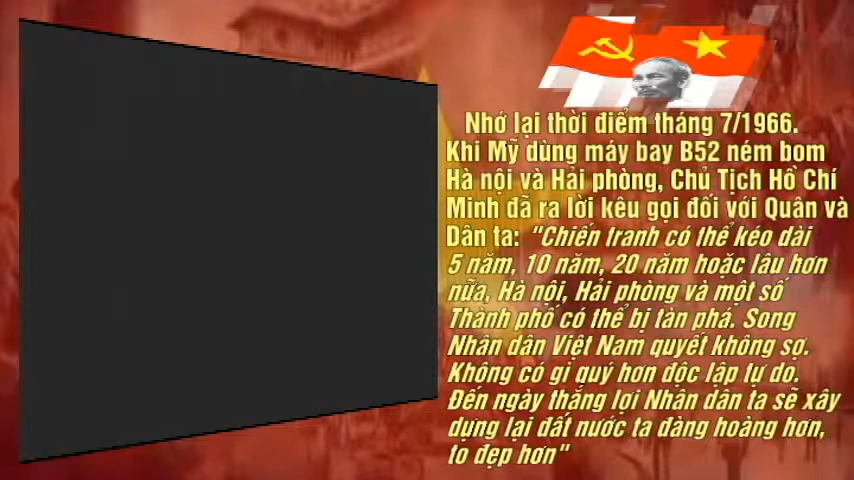 Nhớ lại thời điểm tháng 7/1966.
Khi Mỹ dùng máy bay B52 ném bom
Hà nội và Hải phòng, Chủ Tịch Hồ Chí
Minh đã ra lời kêu gọi đối với Quân và
Dân ta: "Chiến tranh có thể kéo dài
5 năm, 10 năm, 20 năm hoặc lâu hơn
nữa, Hà nội, Hải phòng và một số
Thành phố có thể bị tàn phá. Song
Nhân dân Việt Nam quyết không sợ.
Không có gì quý hơn độc lập tự do.
Đến ngày thắng lợi Nhân dân ta sẽ xây
dựng lại đất nước ta đàng hoàng hơn,
to đẹp hơn"